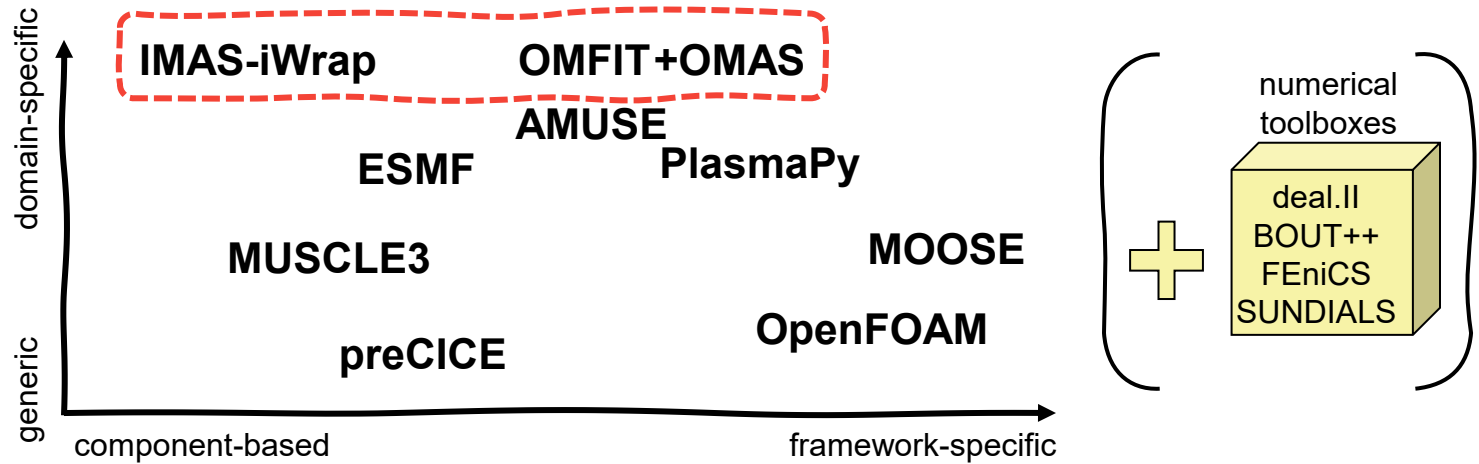 domain-specific
generic
IMAS-iWrap
OMFIT+OMAS
AMUSE
ESMF
PlasmaPy
MUSCLE3
MOOSE
OpenFOAM
preCICE
component-based
framework-specific
numerical
toolboxes
deal.II
BOUT++
FEniCS
SUNDIALS